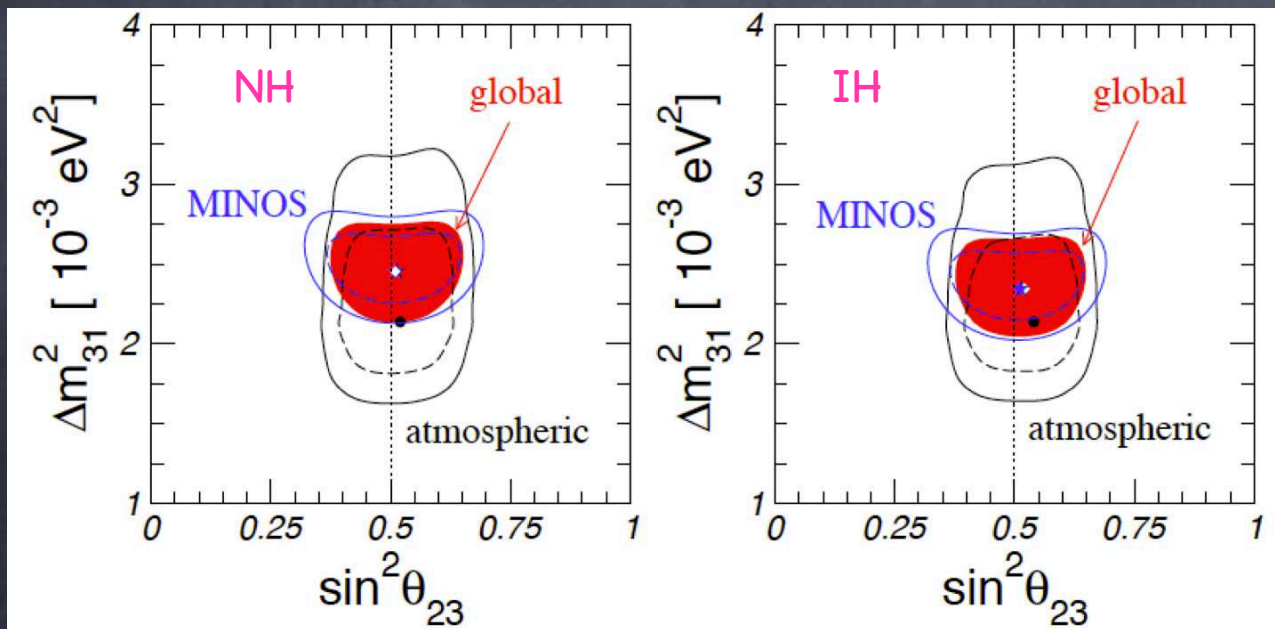 NH
global
MINOS
atmospheric
Δm²₃₁ [ 10⁻³ eV²]
4
3
2
1
0 0.25 0.5 0.75 1
sin²θ₂₃
IH
global
MINOS
atmospheric
Δm²₃₁ [ 10⁻³ eV²]
4
3
2
1
0 0.25 0.5 0.75 1
sin²θ₂₃